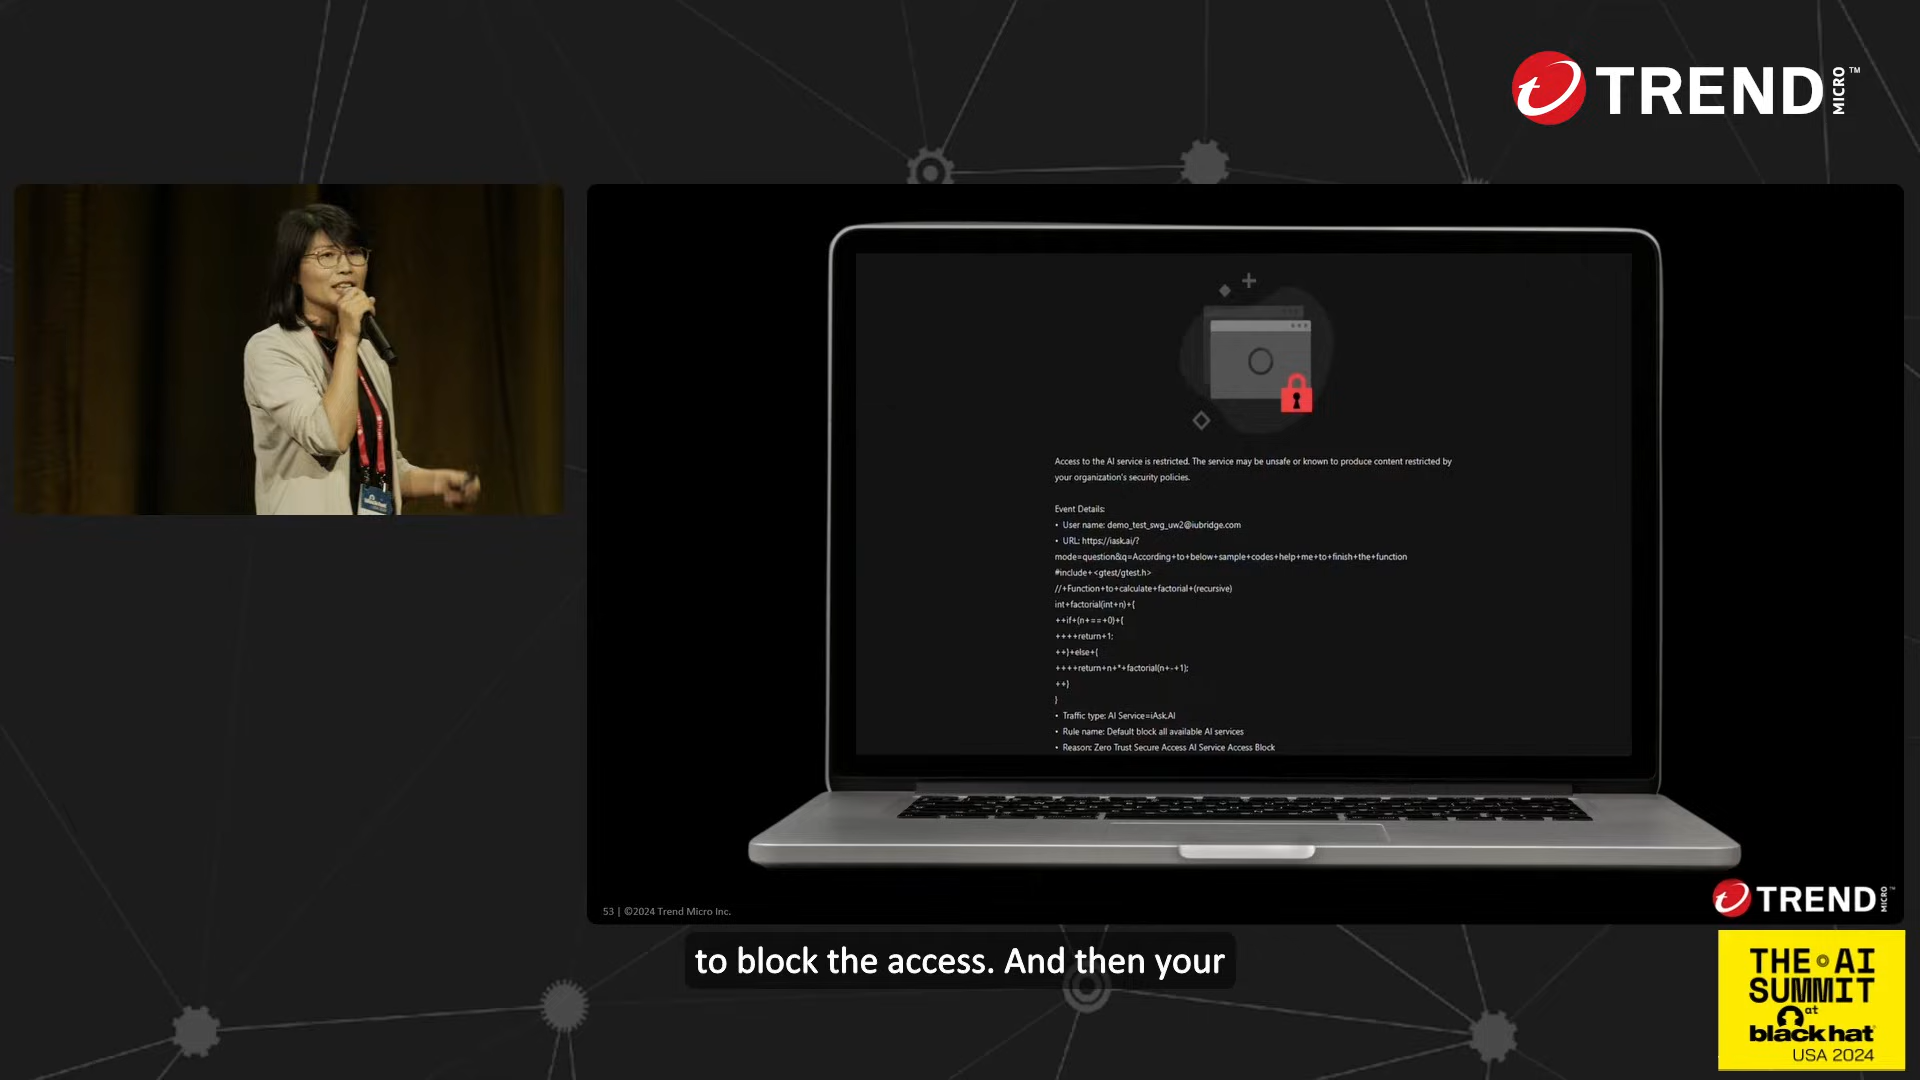 TREND MICRO ™
Access to the AI service is restricted. The service may be unsafe or known to produce content restricted by
your organization's security policies.
Event Details:
• User name: demo_test_swg_uw2@iubridge.com
• URL: https://iask.ai/?
mode=question&q=According+to+below+sample+codes+help+me+to+finish+the+function
#include+<gtest/gtest.h>
//+Function+to+calculate+factorial+(recursive)
int+factorial(int+n)+{
++if+(n+==+0)+{
++++return+1;
++}+else+{
++++return+n+*+factorial(n+-+1);
++}
}
• Traffic type: AI Service=iAsk.AI
• Rule name: Default block all available AI services
• Reason: Zero Trust Secure Access AI Service Access Block
53 | ©2024 Trend Micro Inc.
TREND MICRO ™
to block the access. And then your
THE AI
SUMMIT
at
black hat
USA 2024